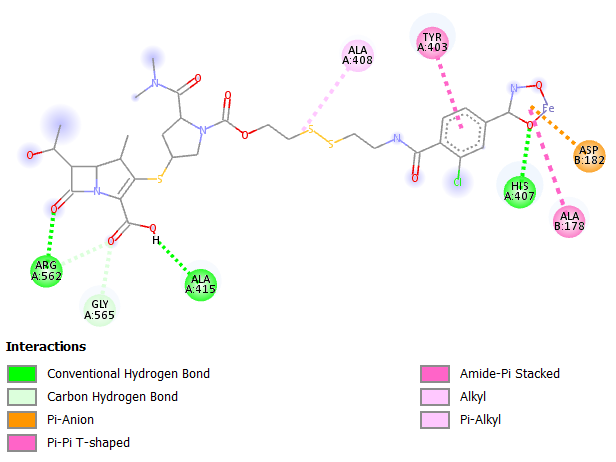 ALA
A:408
TYR
A:403
N
O
N
O
O
N
O
Fe
O
S
S
N
O
ASP
B:182
O
S
O
Cl
HIS
A:407
O
N
O
H
O
ALA
B:178
ARG
A:562
ALA
A:415
GLY
A:565
Interactions
Conventional Hydrogen Bond
Carbon Hydrogen Bond
Pi-Anion
Pi-Pi T-shaped
Amide-Pi Stacked
Alkyl
Pi-Alkyl